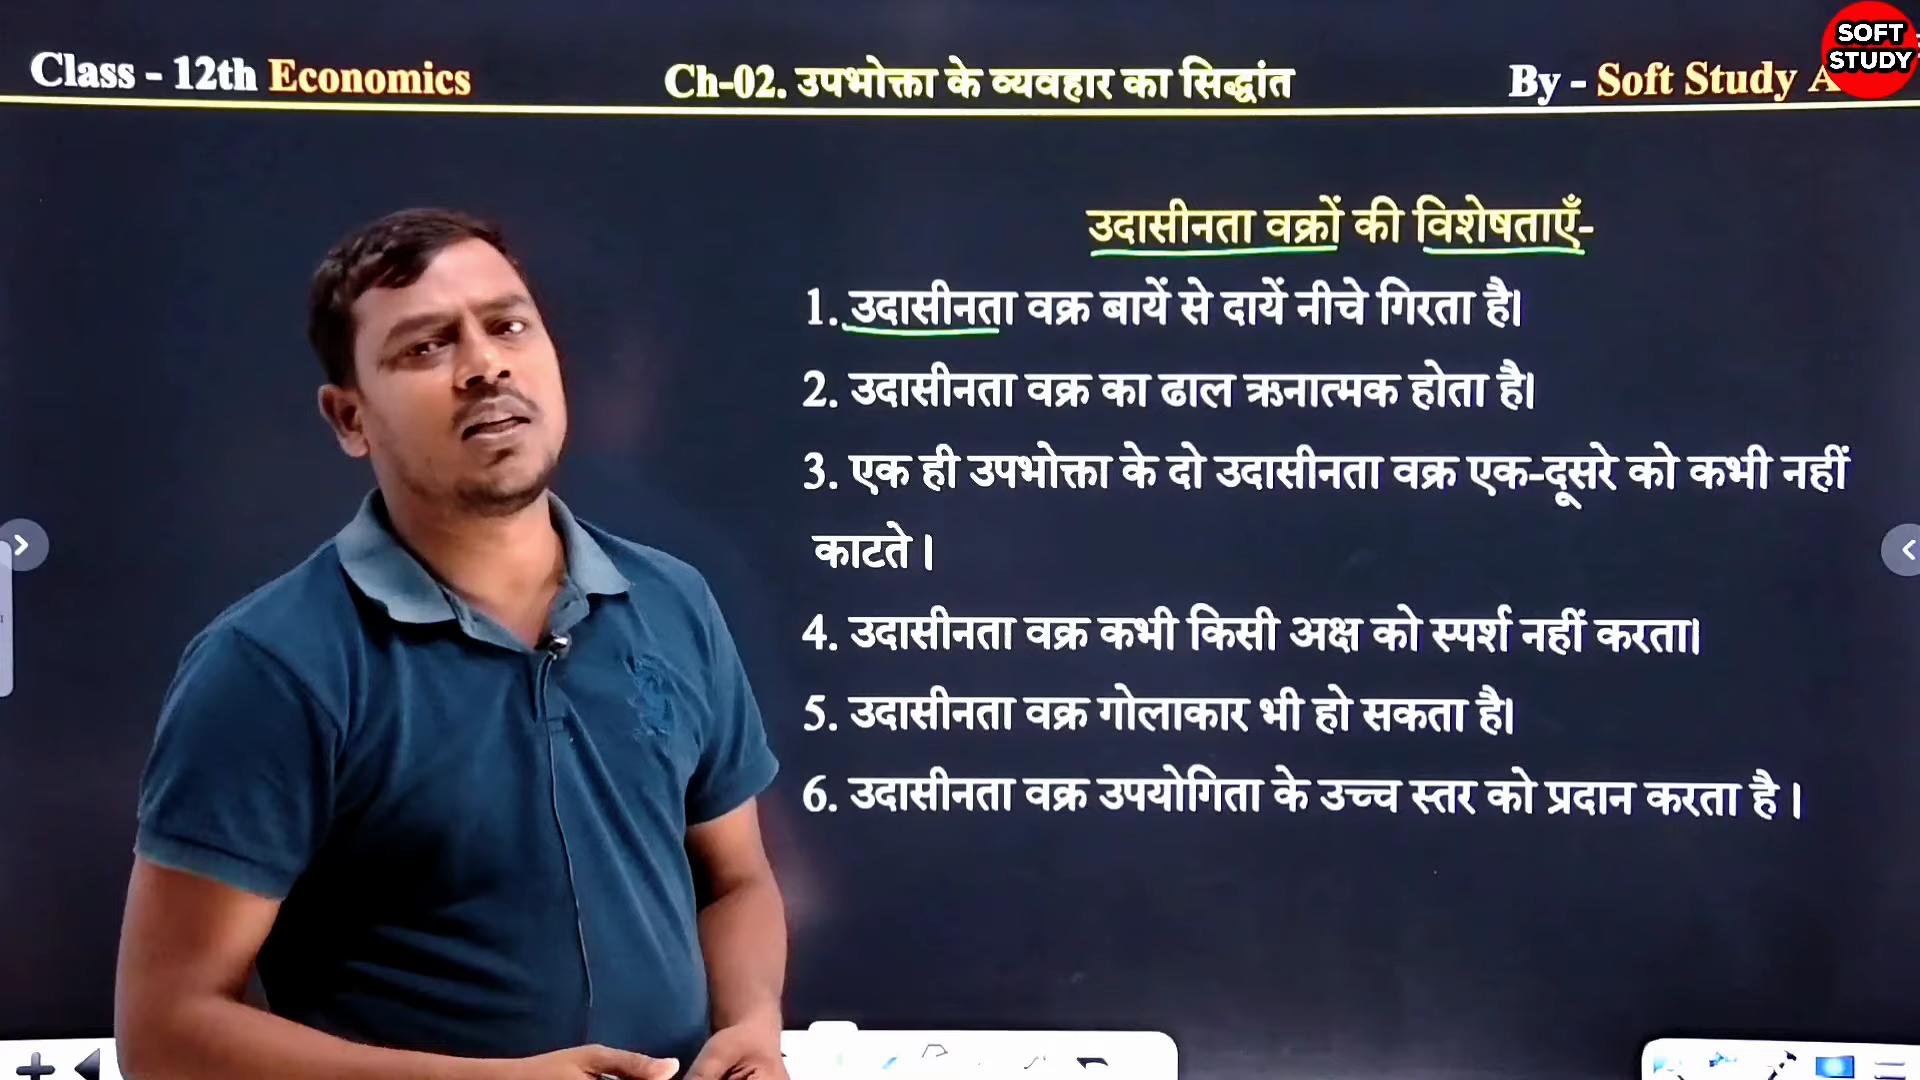 Class - 12th Economics
Ch-02. उपभोक्ता के व्यवहार का सिद्धांत
By - Soft Study A
SOFT
STUDY
उदासीनता वक्रों की विशेषताएँ-
1. उदासीनता वक्र बायें से दायें नीचे गिरता है।
2. उदासीनता वक्र का ढाल ऋनात्मक होता है।
3. एक ही उपभोक्ता के दो उदासीनता वक्र एक-दूसरे को कभी नहीं
काटते ।
4. उदासीनता वक्र कभी किसी अक्ष को स्पर्श नहीं करता।
5. उदासीनता वक्र गोलाकार भी हो सकता है।
6. उदासीनता वक्र उपयोगिता के उच्च स्तर को प्रदान करता है ।